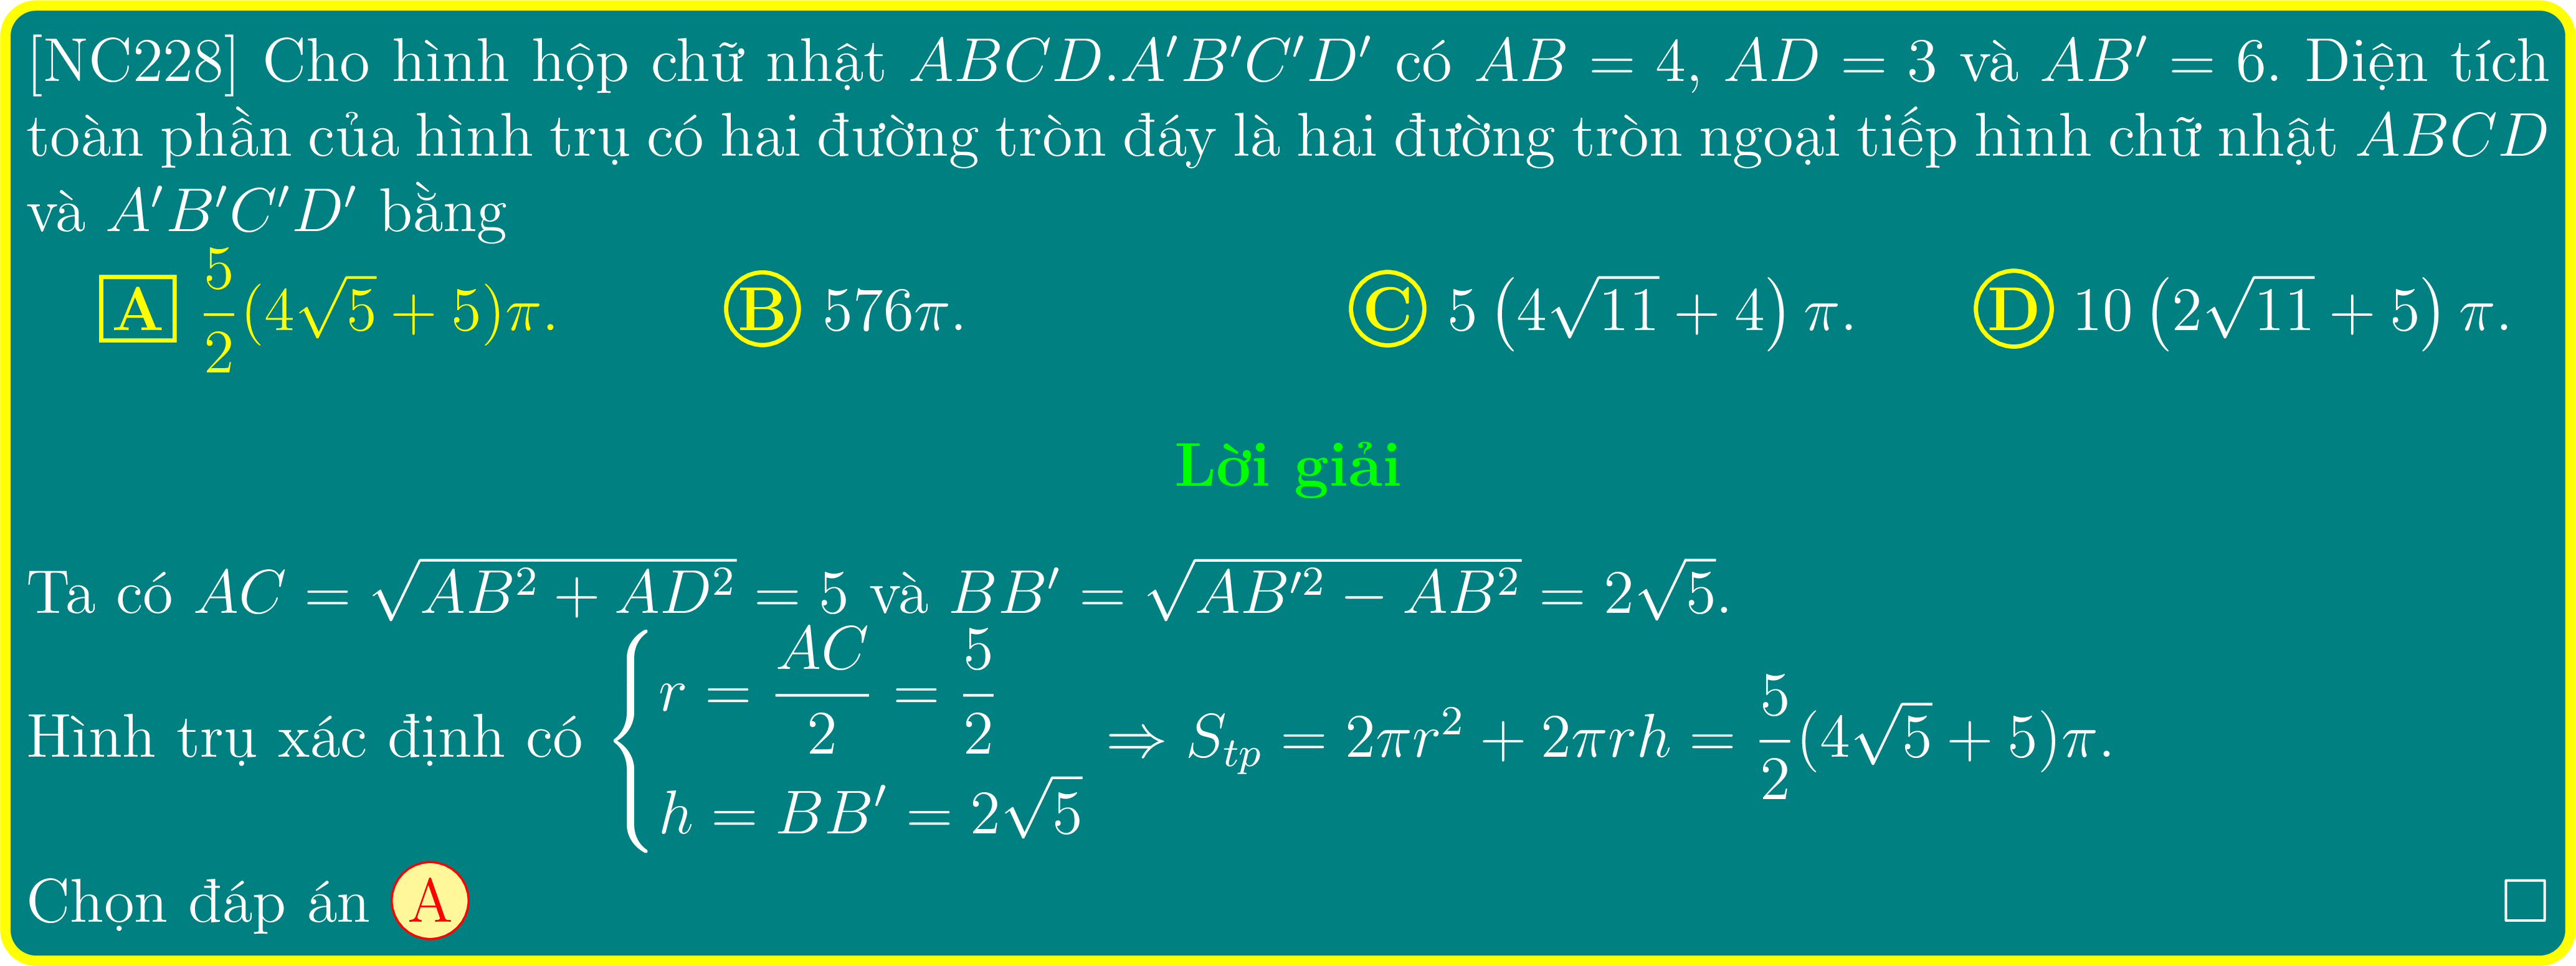 [NC228] Cho hình hộp chữ nhật ABCD.A′B′C′D′ có AB = 4, AD = 3 và AB′ = 6. Diện tích
toàn phần của hình trụ có hai đường tròn đáy là hai đường tròn ngoại tiếp hình chữ nhật ABCD
và A′B′C′D′ bằng
A $\dfrac{5}{2}(4\sqrt{5} + 5)\pi$. B $576\pi$. C $5\left(4\sqrt{11} + 4\right)\pi$. D $10\left(2\sqrt{11} + 5\right)\pi$.
Lời giải
Ta có $AC = \sqrt{AB^2 + AD^2} = 5$ và $BB' = \sqrt{AB'^2 - AB^2} = 2\sqrt{5}$.
Hình trụ xác định có $\begin{cases} r = \dfrac{AC}{2} = \dfrac{5}{2} \\ h = BB' = 2\sqrt{5} \end{cases} \Rightarrow S_{tp} = 2\pi r^2 + 2\pi rh = \dfrac{5}{2}(4\sqrt{5} + 5)\pi$.
Chọn đáp án A □